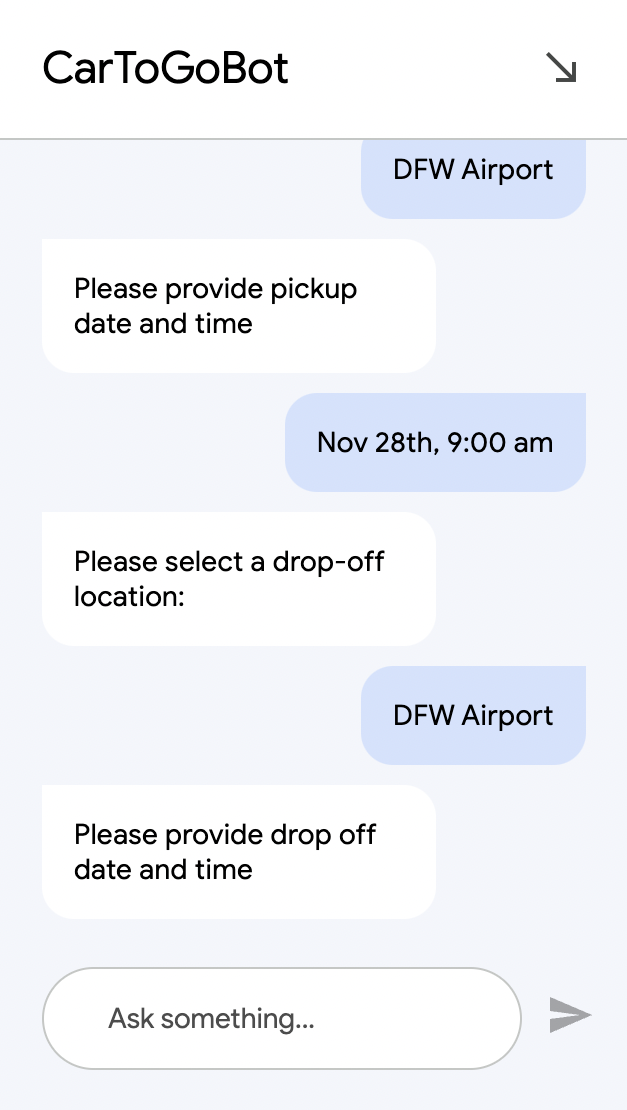 CarToGoBot
DFW Airport
Please provide pickup
date and time
Nov 28th, 9:00 am
Please select a drop-off
location:
DFW Airport
Please provide drop off
date and time
Ask something...